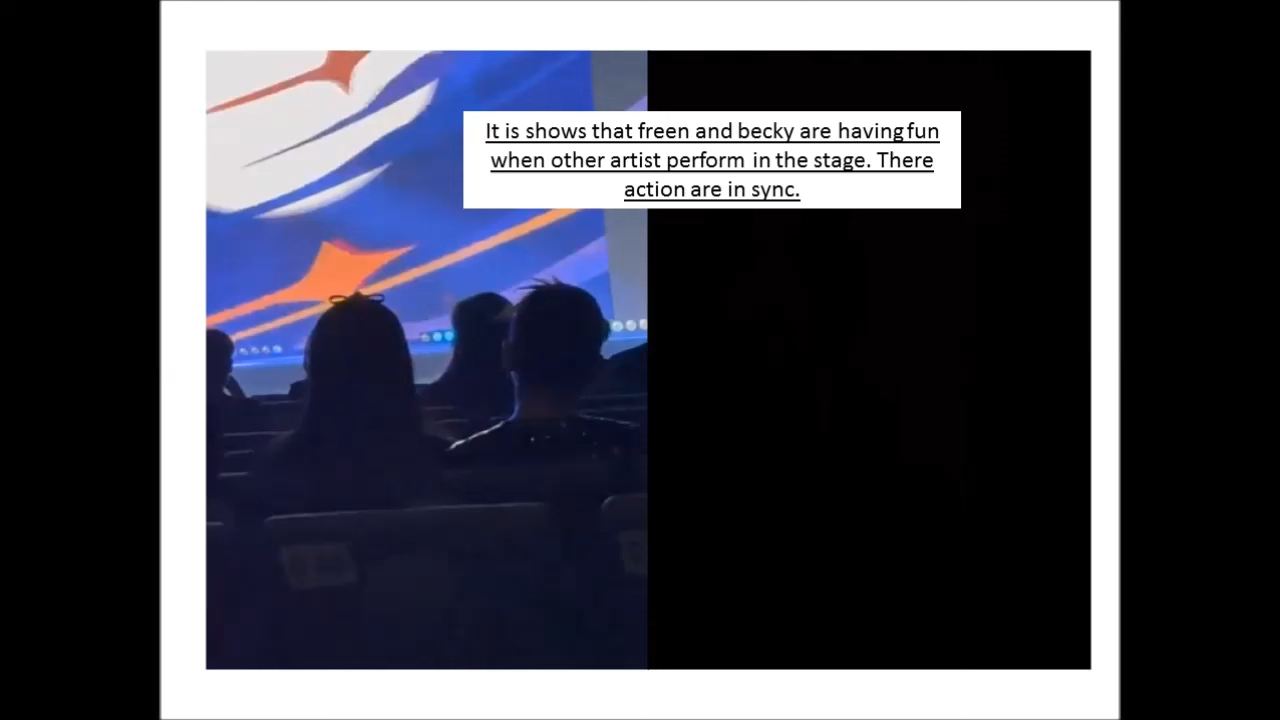 It is shows that freen and becky are having fun
when other artist perform in the stage. There
action are in sync.